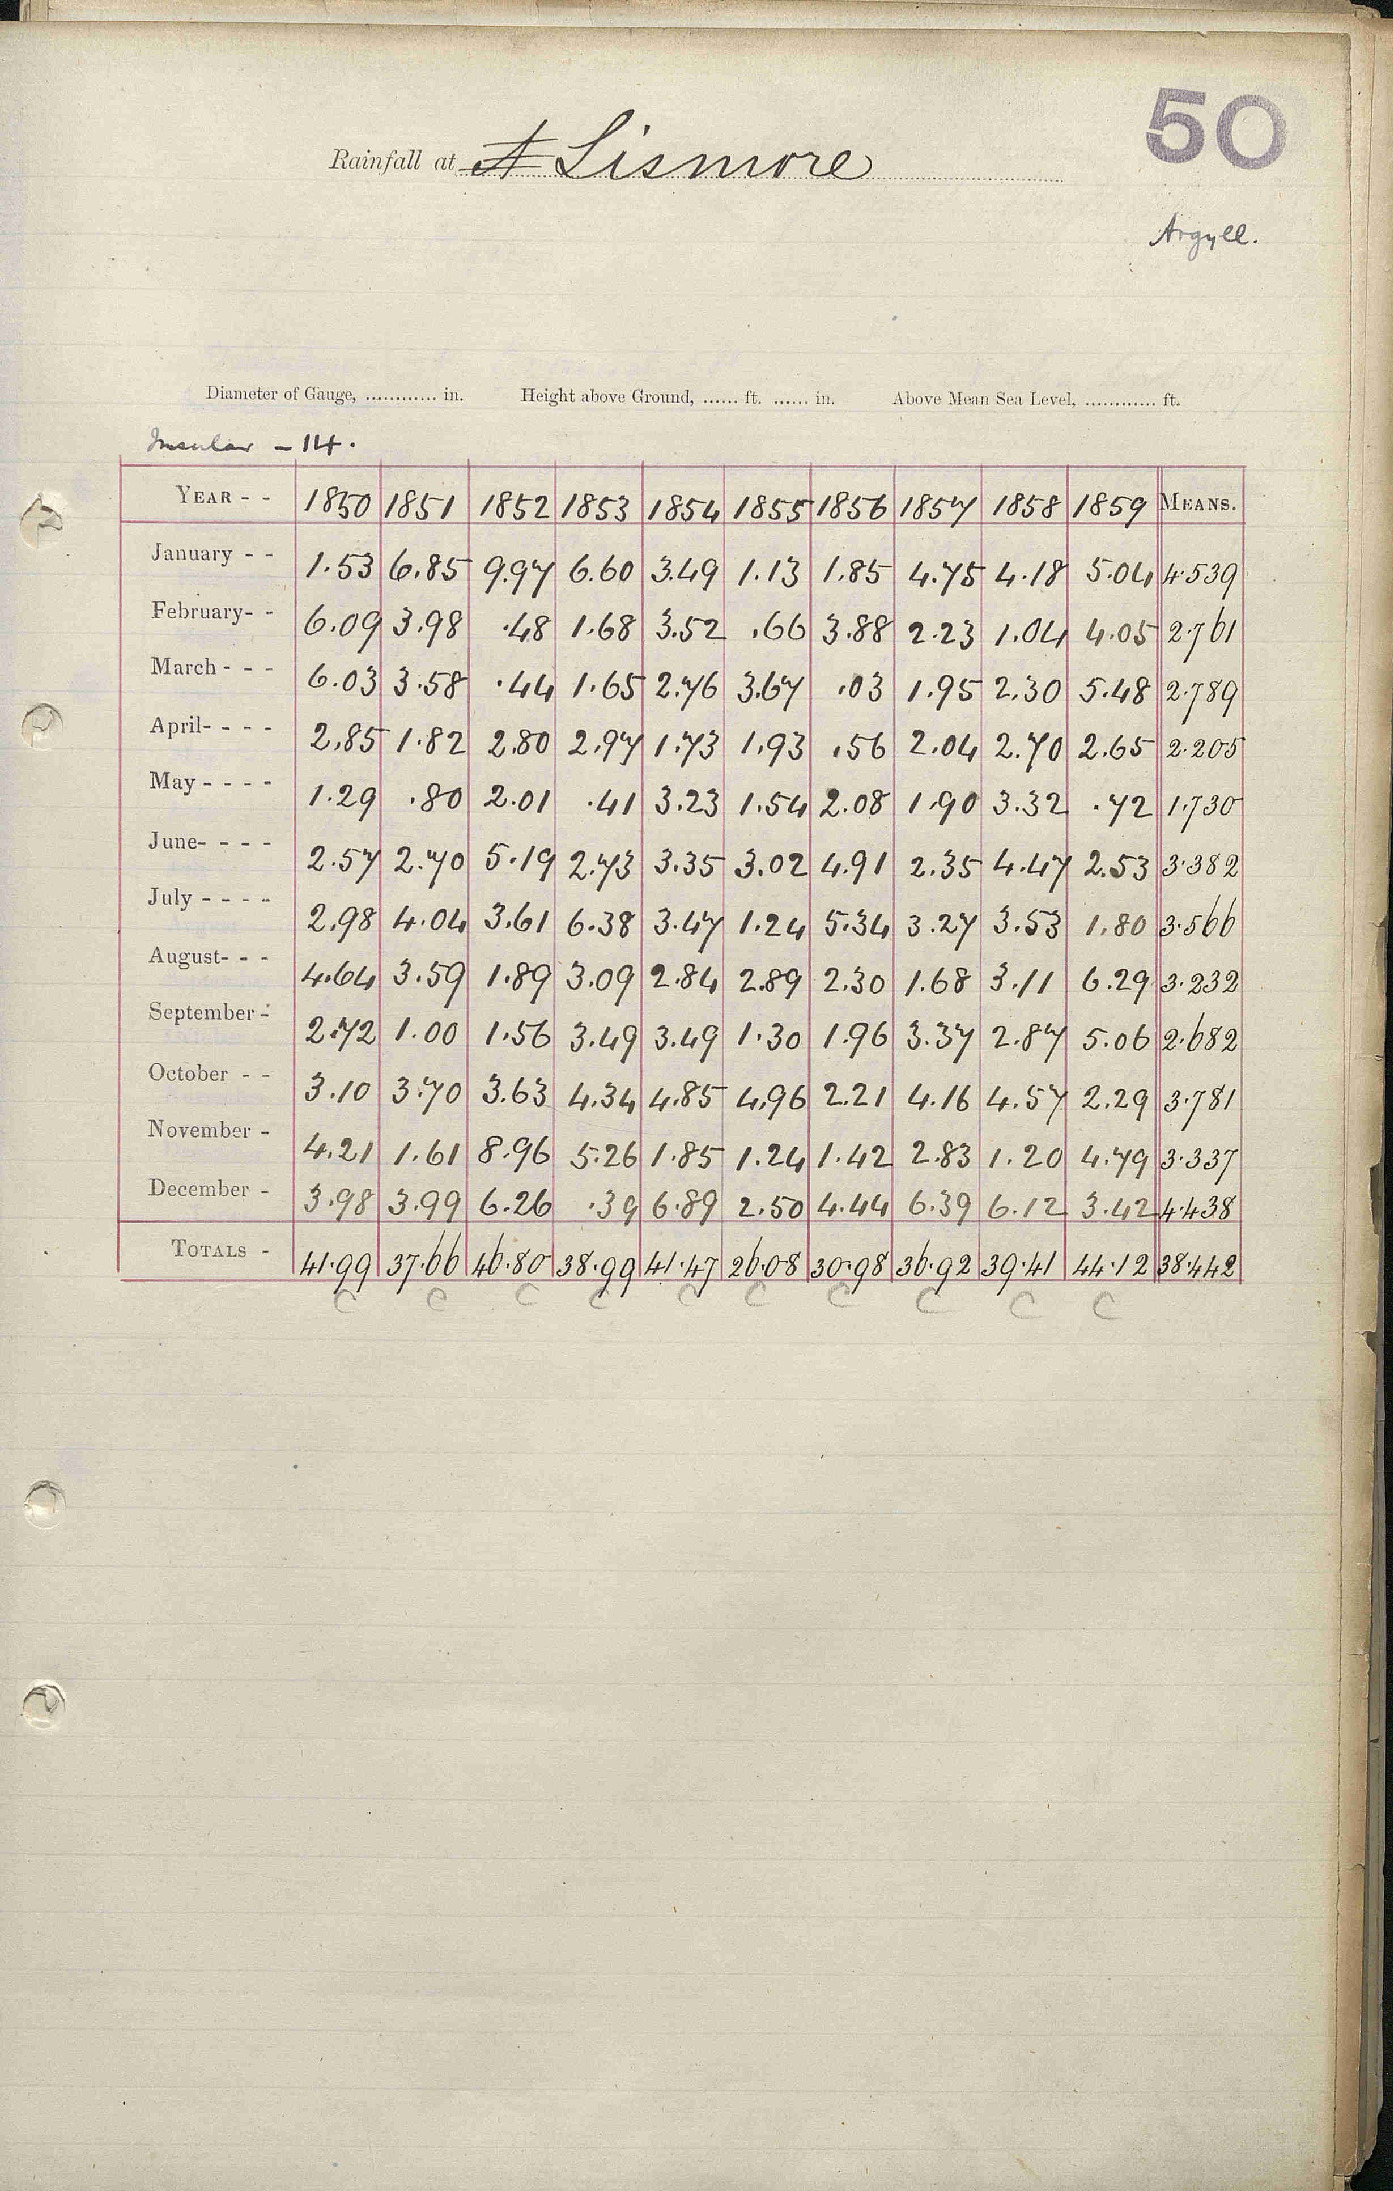 50
Rainfall at A Lismore
Argyll.
Diameter of Gauge, ............ in. Height above Ground, ...... ft. ...... in. Above Mean Sea Level, ............ ft.
Insular - 14.
YEAR - - 1850 1851 1852 1853 1854 1855 1856 1857 1858 1859 MEANS.
January - - 1.53 6.85 9.97 6.60 3.49 1.13 1.85 4.75 4.18 5.04 4.539
February- - 6.09 3.98 .48 1.68 3.52 .66 3.88 2.23 1.04 4.05 2.761
March - - - 6.03 3.58 .44 1.65 2.76 3.67 .03 1.95 2.30 5.48 2.789
April- - - - 2.85 1.82 2.80 2.97 1.73 1.93 .56 2.04 2.70 2.65 2.205
May - - - - 1.29 .80 2.01 .41 3.23 1.54 2.08 1.90 3.32 .72 1.730
June- - - - 2.57 2.70 5.19 2.73 3.35 3.02 4.91 2.35 4.47 2.53 3.382
July - - - - 2.98 4.04 3.61 6.38 3.47 1.24 5.34 3.27 3.53 1.80 3.566
August- - - 4.64 3.59 1.89 3.09 2.84 2.89 2.30 1.68 3.11 6.29 3.232
September - 2.72 1.00 1.56 3.49 3.49 1.30 1.96 3.37 2.87 5.06 2.682
October - - 3.10 3.70 3.63 4.34 4.85 4.96 2.21 4.16 4.57 2.29 3.781
November - 4.21 1.61 8.96 5.26 1.85 1.24 1.42 2.83 1.20 4.79 3.337
December - 3.98 3.99 6.26 .39 6.89 2.50 4.44 6.39 6.12 3.42 4.438
TOTALS - 41.99 37.66 46.80 38.99 41.47 26.08 30.98 36.92 39.41 44.12 38.442
C C C C C C C C C C